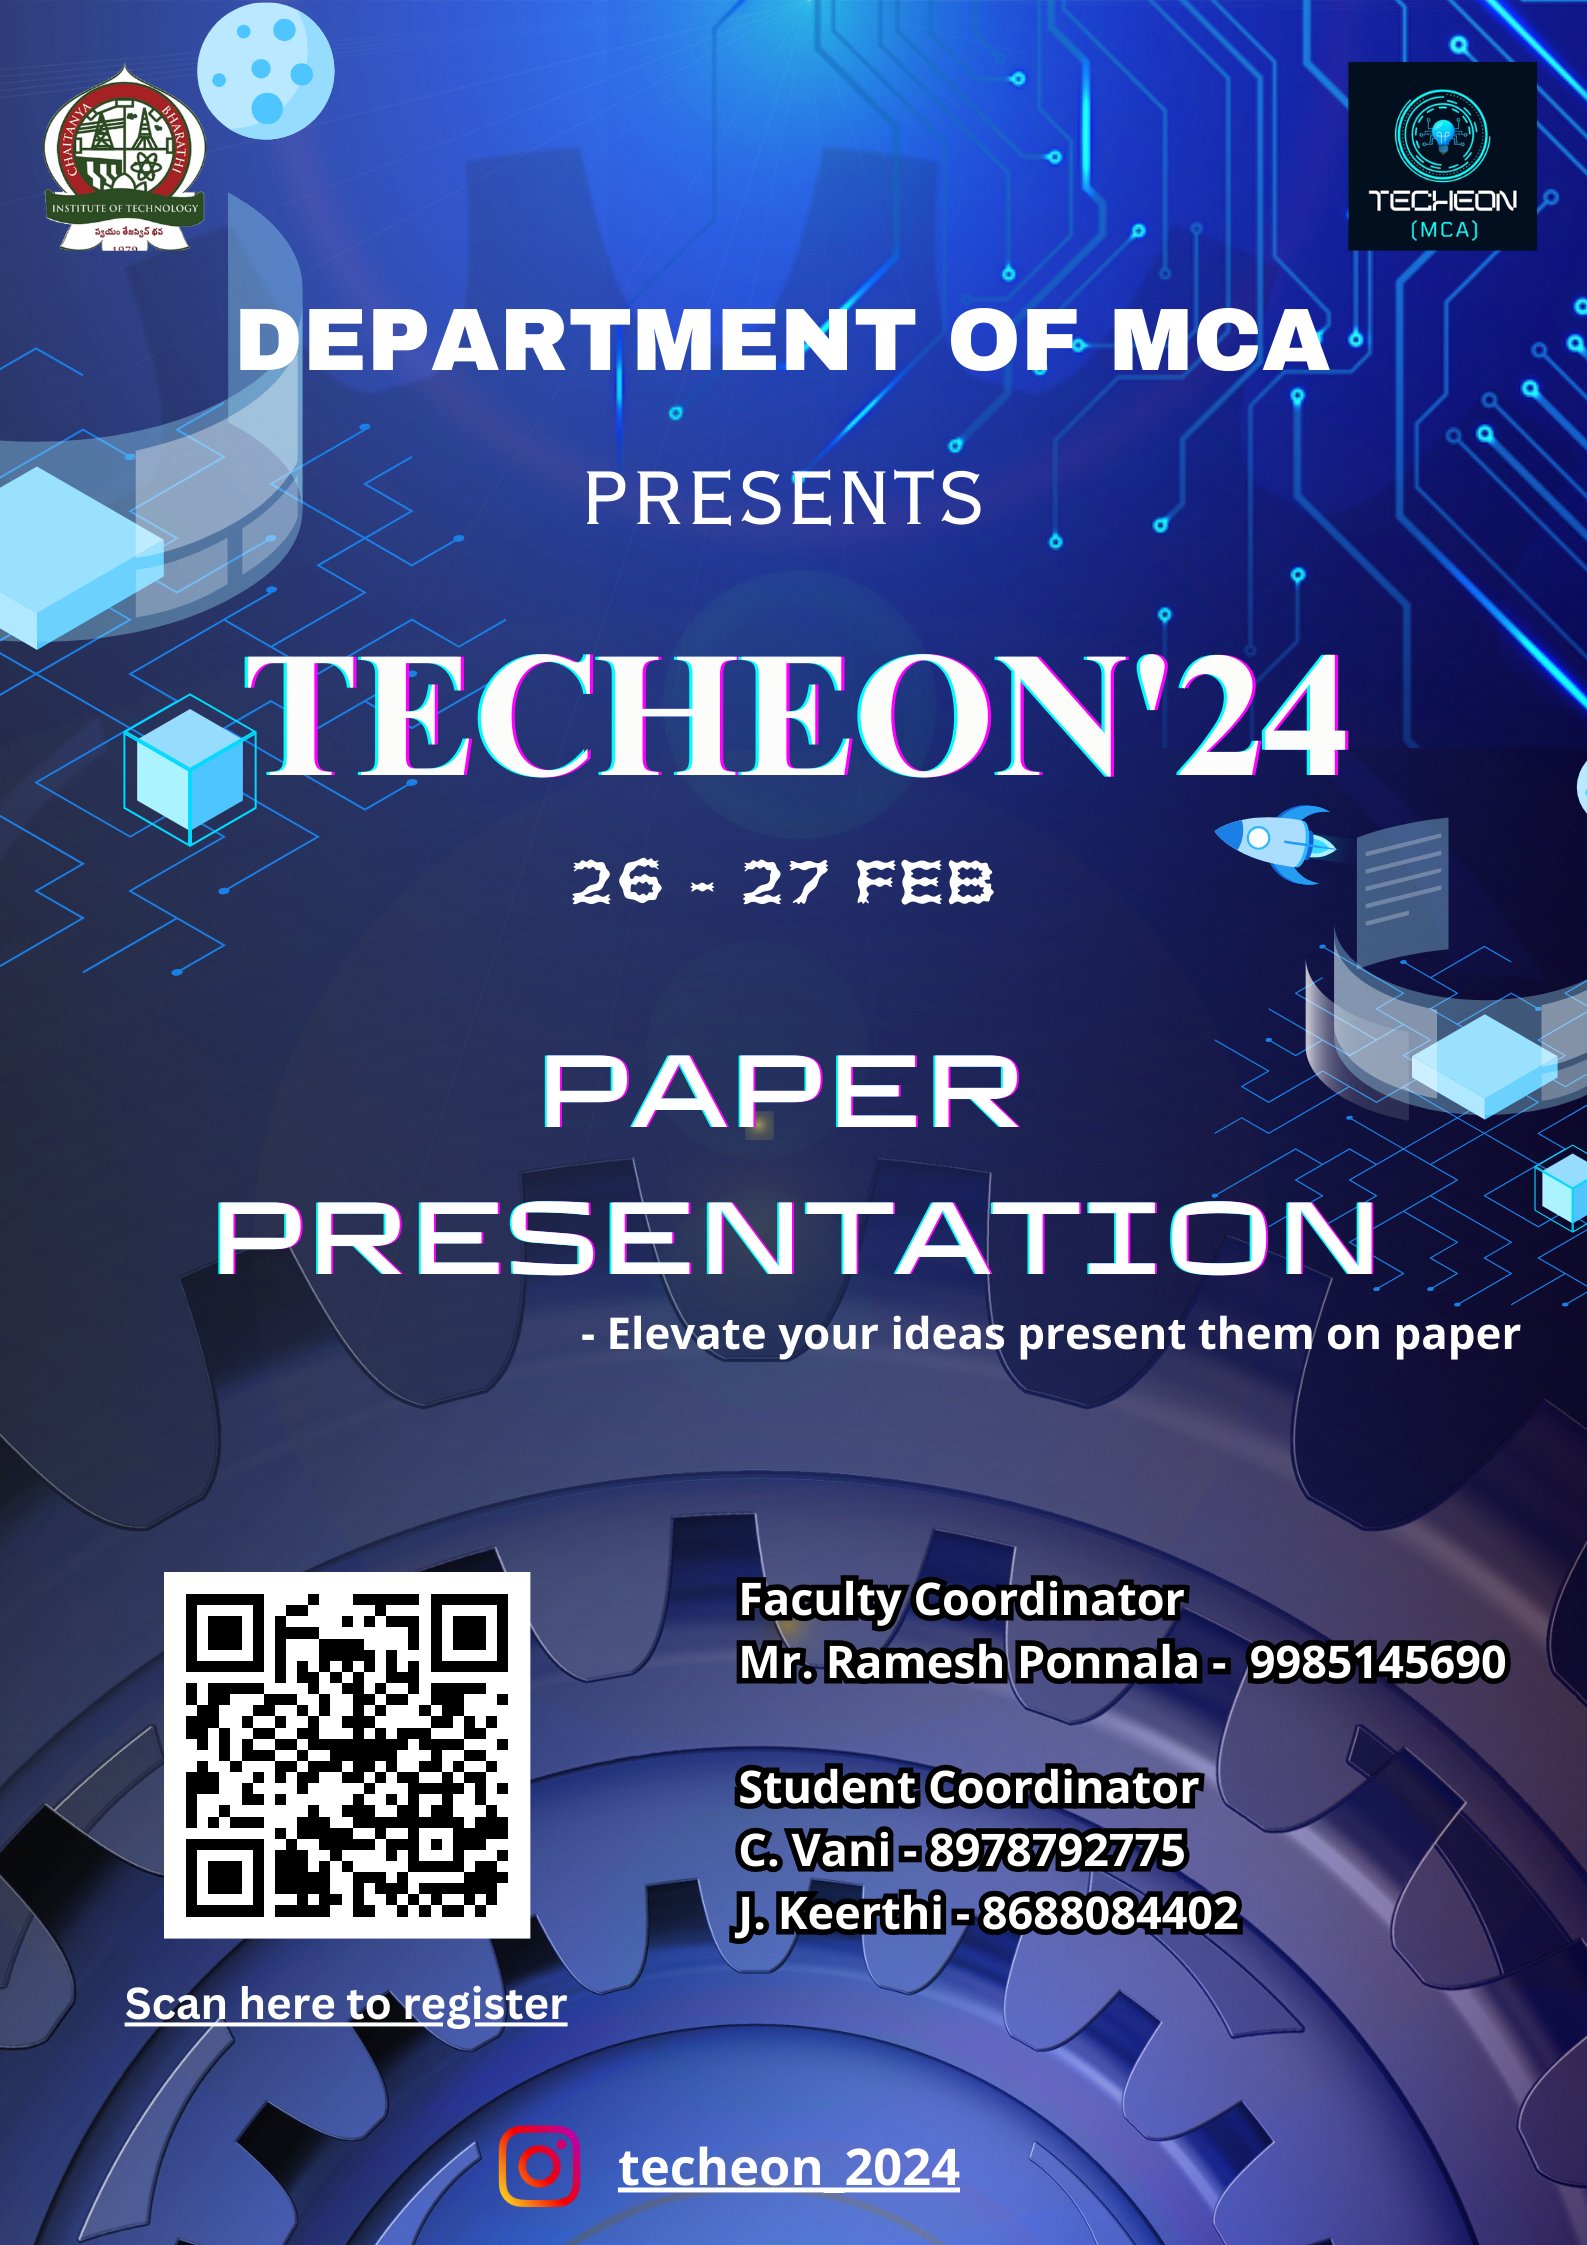 CHAITANYA BHARATHI
INSTITUTE OF TECHNOLOGY
స్వయం తేజస్విన్ భవ
1979
TECHEON
(MCA)
DEPARTMENT OF MCA
PRESENTS
TECHEON'24
26 - 27 FEB
PAPER
PRESENTATION
- Elevate your ideas present them on paper
Faculty Coordinator
Mr. Ramesh Ponnala - 9985145690
Student Coordinator
C. Vani - 8978792775
J. Keerthi - 8688084402
Scan here to register
techeon_2024